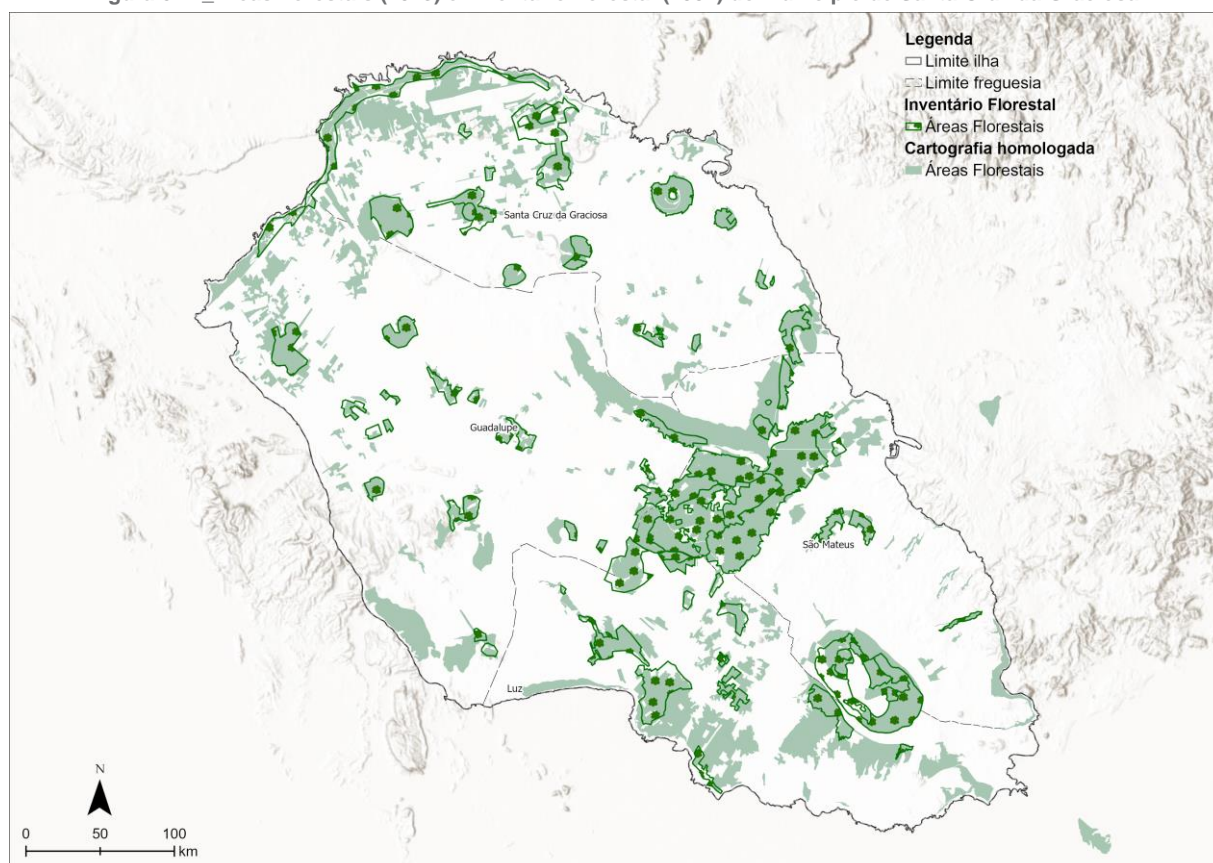 Legenda
Limite ilha
Limite freguesia
Inventário Florestal
Áreas Florestais
Cartografia homologada
Áreas Florestais
Santa Cruz da Graciosa
Guadalupe
São Mateus
Luz
N
0 50 100
km